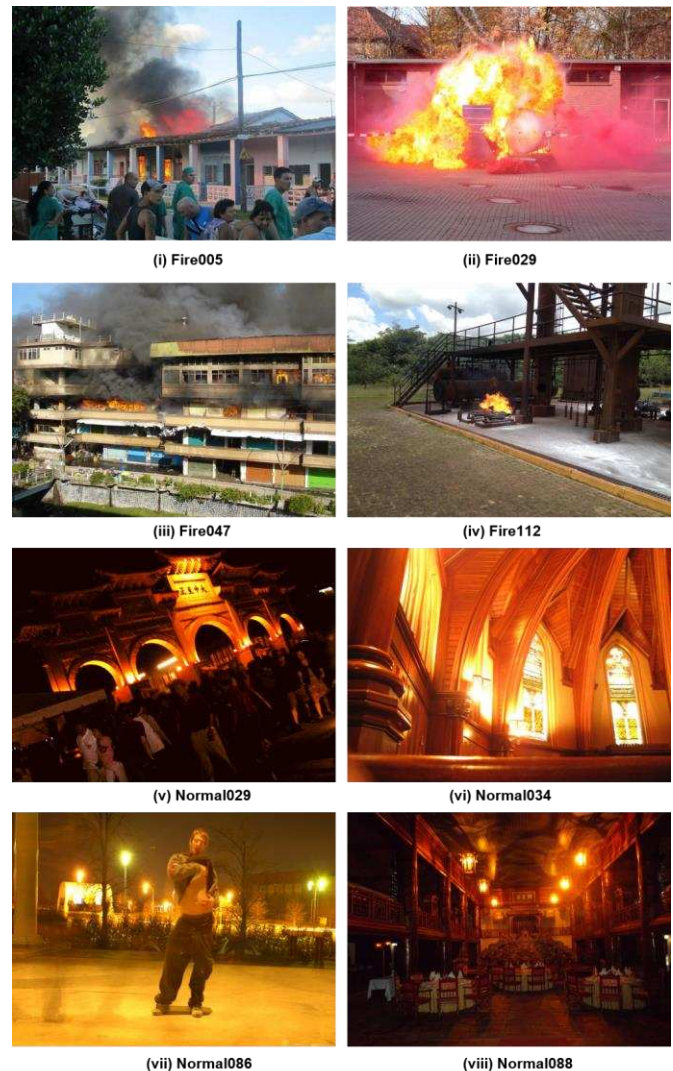 (i) Fire005
(ii) Fire029
(iii) Fire047
(iv) Fire112
(v) Normal029
(vi) Normal034
(vii) Normal086
(viii) Normal088